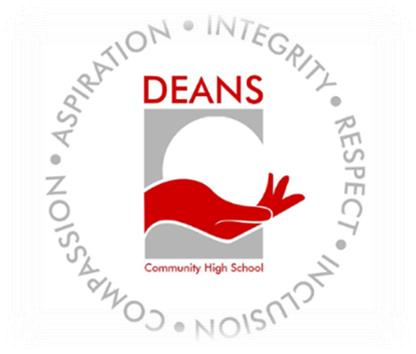 ASPIRATION • INTEGRITY • RESPECT • INCLUSION • COMPASSION •
DEANS
Community High School